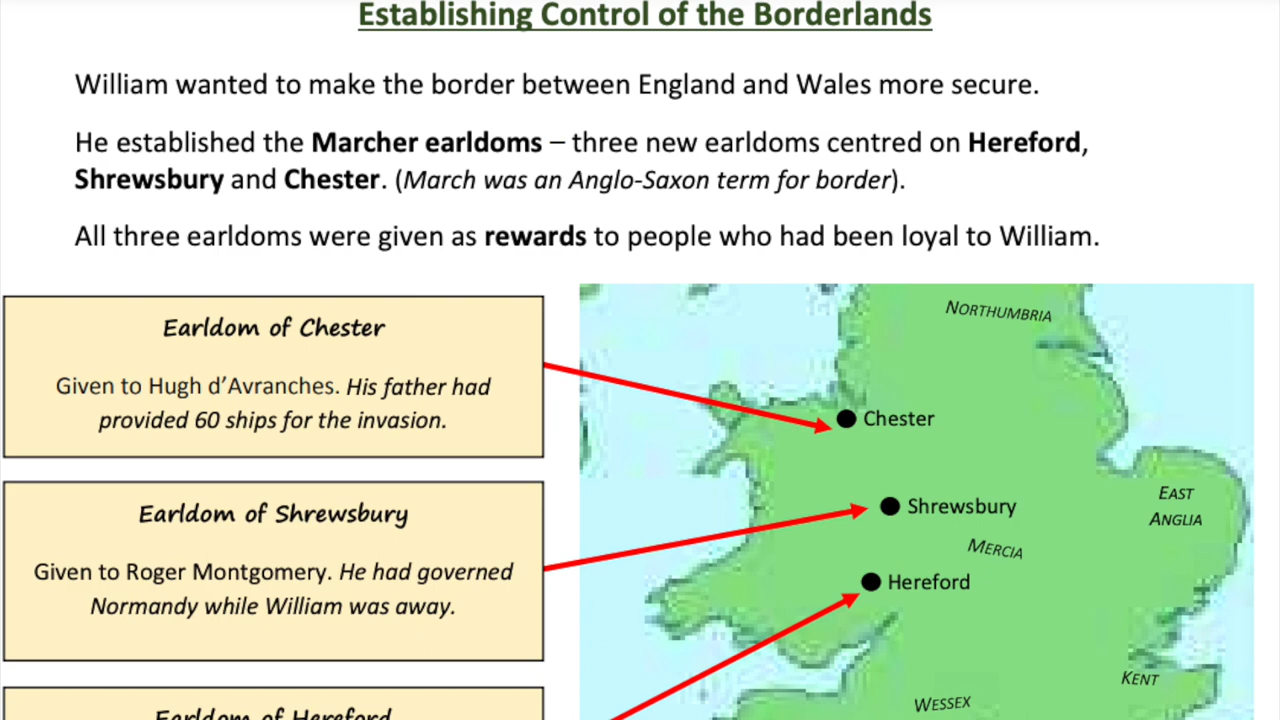 Establishing Control of the Borderlands
William wanted to make the border between England and Wales more secure.
He established the Marcher earldoms – three new earldoms centred on Hereford,
Shrewsbury and Chester. (March was an Anglo-Saxon term for border).
All three earldoms were given as rewards to people who had been loyal to William.
Earldom of Chester
Given to Hugh d’Avranches. His father had
provided 60 ships for the invasion.
Earldom of Shrewsbury
Given to Roger Montgomery. He had governed
Normandy while William was away.
Earldom of Hereford
NORTHUMBRIA
Chester
EAST
ANGLIA
Shrewsbury
MERCIA
Hereford
KENT
WESSEX